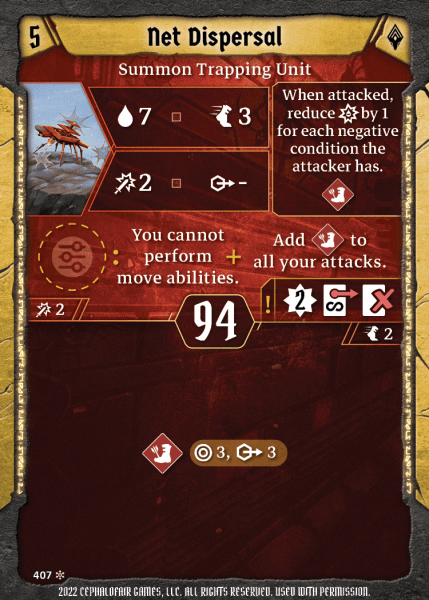 5
Net Dispersal
Summon Trapping Unit
7
3
When attacked,
reduce by 1
for each negative
condition the
attacker has.
2
-
You cannot
perform
move abilities.
:
+
Add to
all your attacks.
! 2
2
94
2
3, 3
407
2022 CEPHALOFAIR GAMES, LLC. ALL RIGHTS RESERVED. USED WITH PERMISSION.